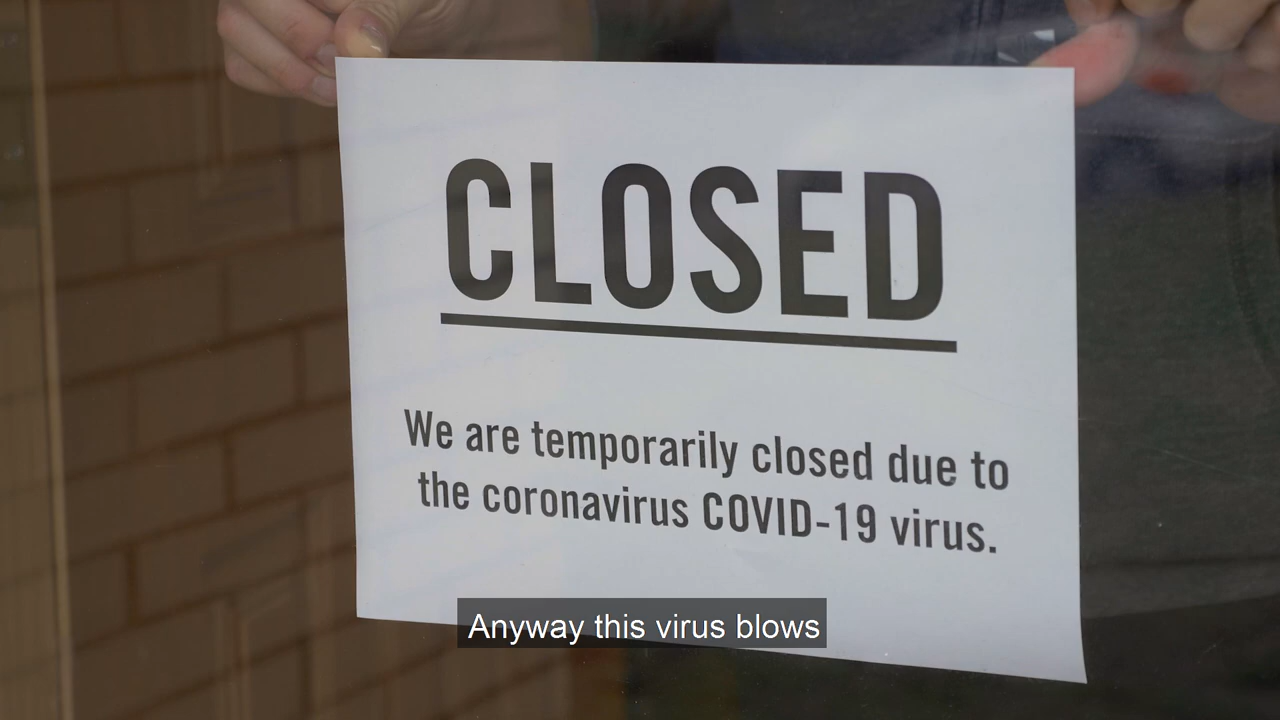 CLOSED
We are temporarily closed due to
the coronavirus COVID-19 virus.
Anyway this virus blows